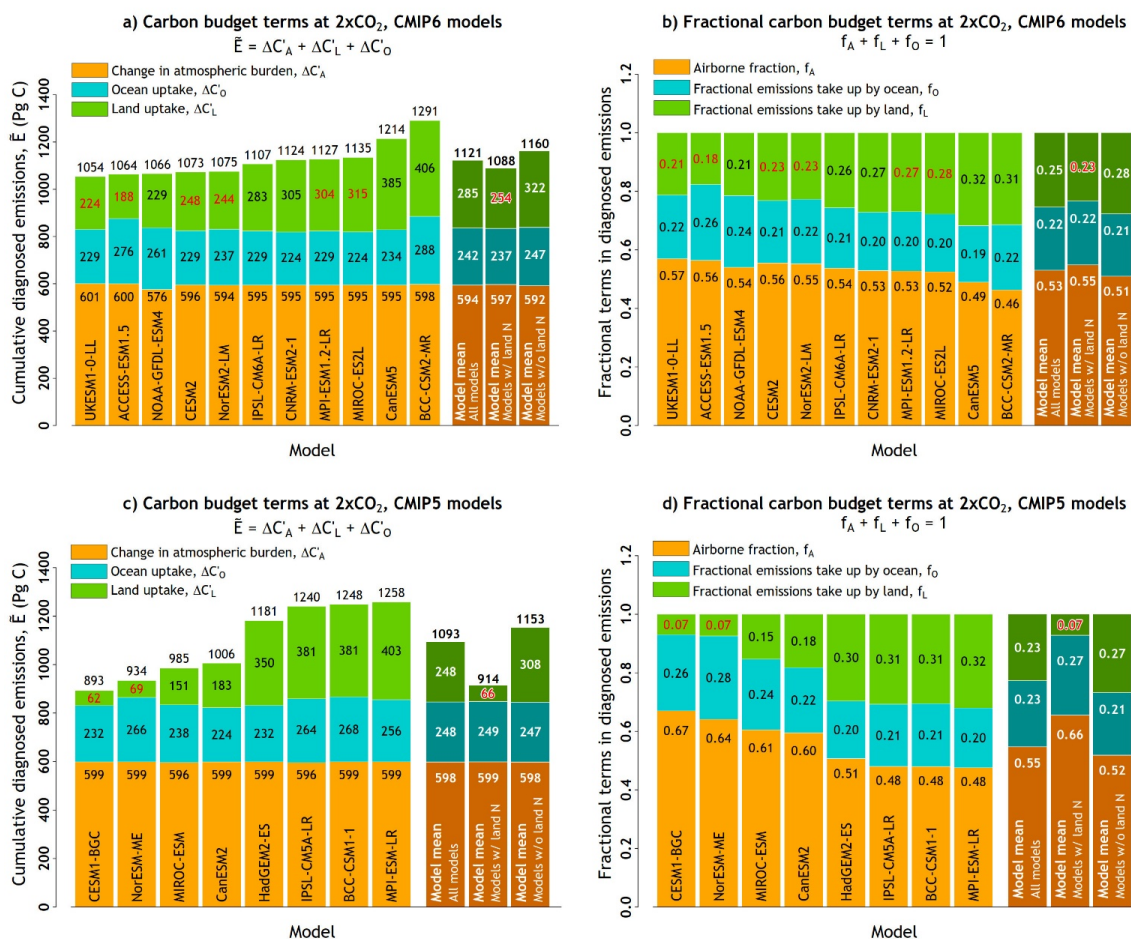 a) Carbon budget terms at 2xCO₂, CMIP6 models
Ẽ = ΔC'A + ΔC'L + ΔC'O
Change in atmospheric burden, ΔC'A
Ocean uptake, ΔC'O
Land uptake, ΔC'L
Cumulative diagnosed emissions, Ẽ (Pg C)
1400
1200
1000
800
600
400
200
0
1054 1064 1066 1073 1075 1107 1124 1127 1135 1214 1291 1121 1088 1160
224 188 229 248 244 283 305 304 315 385 406 285 254 322
229 276 261 229 237 229 224 229 224 234 288 242 237 247
601 600 576 596 594 595 595 595 595 595 598 594 597 592
UKESM1-0-LL
ACCESS-ESM1.5
NOAA-GFDL-ESM4
CESM2
NorESM2-LM
IPSL-CM6A-LR
CNRM-ESM2-1
MPI-ESM1.2-LR
MIROC-ES2L
CanESM5
BCC-CSM2-MR
Model mean
All models
Model mean
Models w/ land N
Model mean
Models w/o land N
Model
b) Fractional carbon budget terms at 2xCO₂, CMIP6 models
fA + fL + fO = 1
Airborne fraction, fA
Fractional emissions take up by ocean, fO
Fractional emissions take up by land, fL
Fractional terms in diagnosed emissions
1.2
1.0
0.8
0.6
0.4
0.2
0.0
0.21 0.18 0.21 0.23 0.23 0.26 0.27 0.27 0.28 0.32 0.31 0.25 0.23 0.28
0.22 0.26 0.24 0.21 0.22 0.21 0.20 0.20 0.20 0.19 0.22 0.22 0.22 0.21
0.57 0.56 0.54 0.56 0.55 0.54 0.53 0.53 0.52 0.49 0.46 0.53 0.55 0.51
UKESM1-0-LL
ACCESS-ESM1.5
NOAA-GFDL-ESM4
CESM2
NorESM2-LM
IPSL-CM6A-LR
CNRM-ESM2-1
MPI-ESM1.2-LR
MIROC-ES2L
CanESM5
BCC-CSM2-MR
Model mean
All models
Model mean
Models w/ land N
Model mean
Models w/o land N
Model
c) Carbon budget terms at 2xCO₂, CMIP5 models
Ẽ = ΔC'A + ΔC'L + ΔC'O
Change in atmospheric burden, ΔC'A
Ocean uptake, ΔC'O
Land uptake, ΔC'L
Cumulative diagnosed emissions, Ẽ (Pg C)
1400
1200
1000
800
600
400
200
0
893 934 985 1006 1181 1240 1248 1258 1093 914 1153
62 69 151 183 350 381 381 403 248 66 308
232 266 238 224 232 264 268 256 248 249 247
599 599 596 599 599 596 599 599 598 599 598
CESM1-BGC
NorESM-ME
MIROC-ESM
CanESM2
HadGEM2-ES
IPSL-CM5A-LR
BCC-CSM1-1
MPI-ESM-LR
Model mean
All models
Model mean
Models w/ land N
Model mean
Models w/o land N
Model
d) Fractional carbon budget terms at 2xCO₂, CMIP5 models
fA + fL + fO = 1
Airborne fraction, fA
Fractional emissions take up by ocean, fO
Fractional emissions take up by land, fL
Fractional terms in diagnosed emissions
1.2
1.0
0.8
0.6
0.4
0.2
0.0
0.07 0.07 0.15 0.18 0.30 0.31 0.31 0.32 0.23 0.07 0.27
0.26 0.28 0.24 0.22 0.20 0.21 0.21 0.20 0.23 0.27 0.21
0.67 0.64 0.61 0.60 0.51 0.48 0.48 0.48 0.55 0.66 0.52
CESM1-BGC
NorESM-ME
MIROC-ESM
CanESM2
HadGEM2-ES
IPSL-CM5A-LR
BCC-CSM1-1
MPI-ESM-LR
Model mean
All models
Model mean
Models w/ land N
Model mean
Models w/o land N
Model